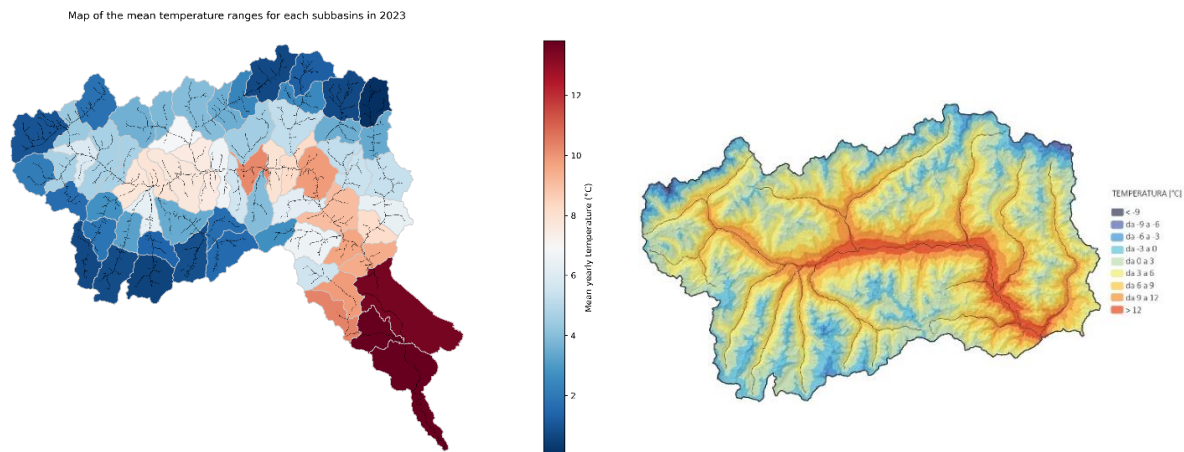 Map of the mean temperature ranges for each subbasins in 2023
12
10
8
6
4
2
Mean yearly temperature (°C)
TEMPERATURA [°C]
< -9
da -9 a -6
da -6 a -3
da -3 a 0
da 0 a 3
da 3 a 6
da 6 a 9
da 9 a 12
> 12